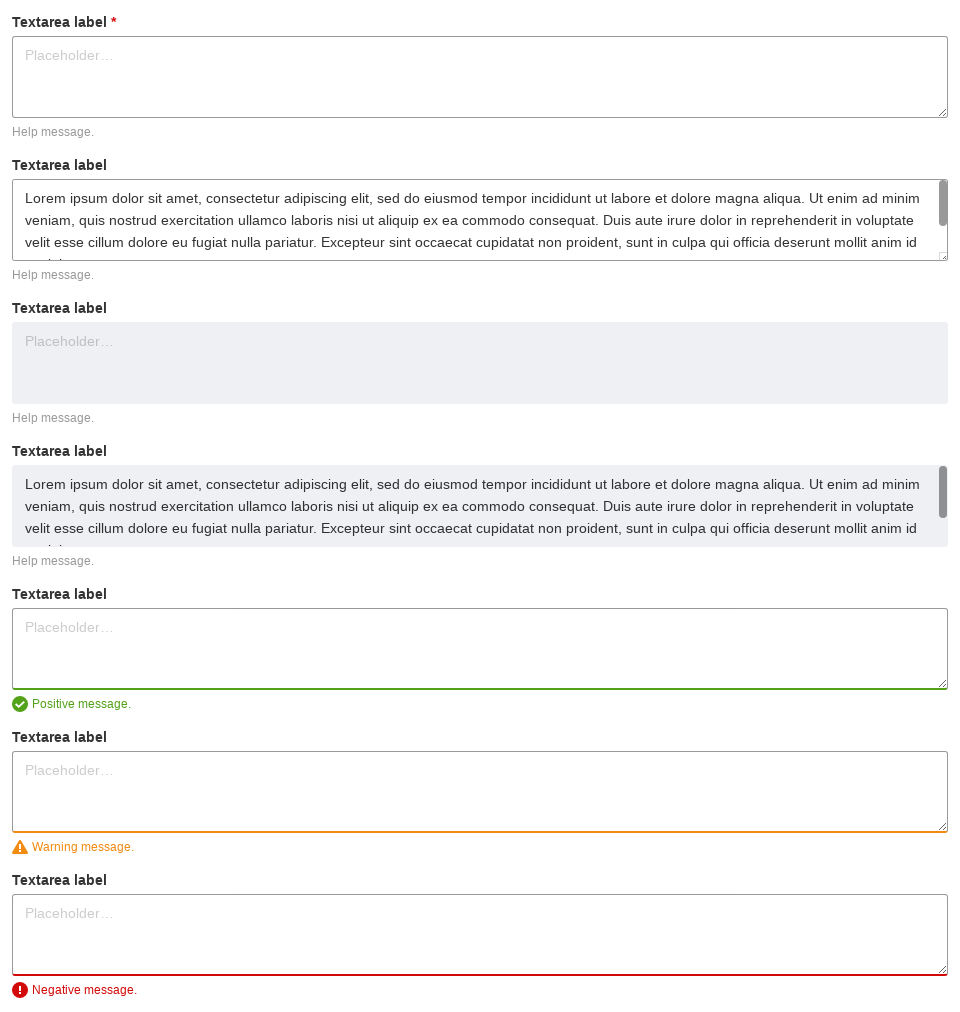 Textarea label *
Placeholder…
Help message.
Textarea label
Lorem ipsum dolor sit amet, consectetur adipiscing elit, sed do eiusmod tempor incididunt ut labore et dolore magna aliqua. Ut enim ad minim
veniam, quis nostrud exercitation ullamco laboris nisi ut aliquip ex ea commodo consequat. Duis aute irure dolor in reprehenderit in voluptate
velit esse cillum dolore eu fugiat nulla pariatur. Excepteur sint occaecat cupidatat non proident, sunt in culpa qui officia deserunt mollit anim id
Help message.
Textarea label
Placeholder…
Help message.
Textarea label
Lorem ipsum dolor sit amet, consectetur adipiscing elit, sed do eiusmod tempor incididunt ut labore et dolore magna aliqua. Ut enim ad minim
veniam, quis nostrud exercitation ullamco laboris nisi ut aliquip ex ea commodo consequat. Duis aute irure dolor in reprehenderit in voluptate
velit esse cillum dolore eu fugiat nulla pariatur. Excepteur sint occaecat cupidatat non proident, sunt in culpa qui officia deserunt mollit anim id
Help message.
Textarea label
Placeholder…
Positive message.
Textarea label
Placeholder…
Warning message.
Textarea label
Placeholder…
Negative message.